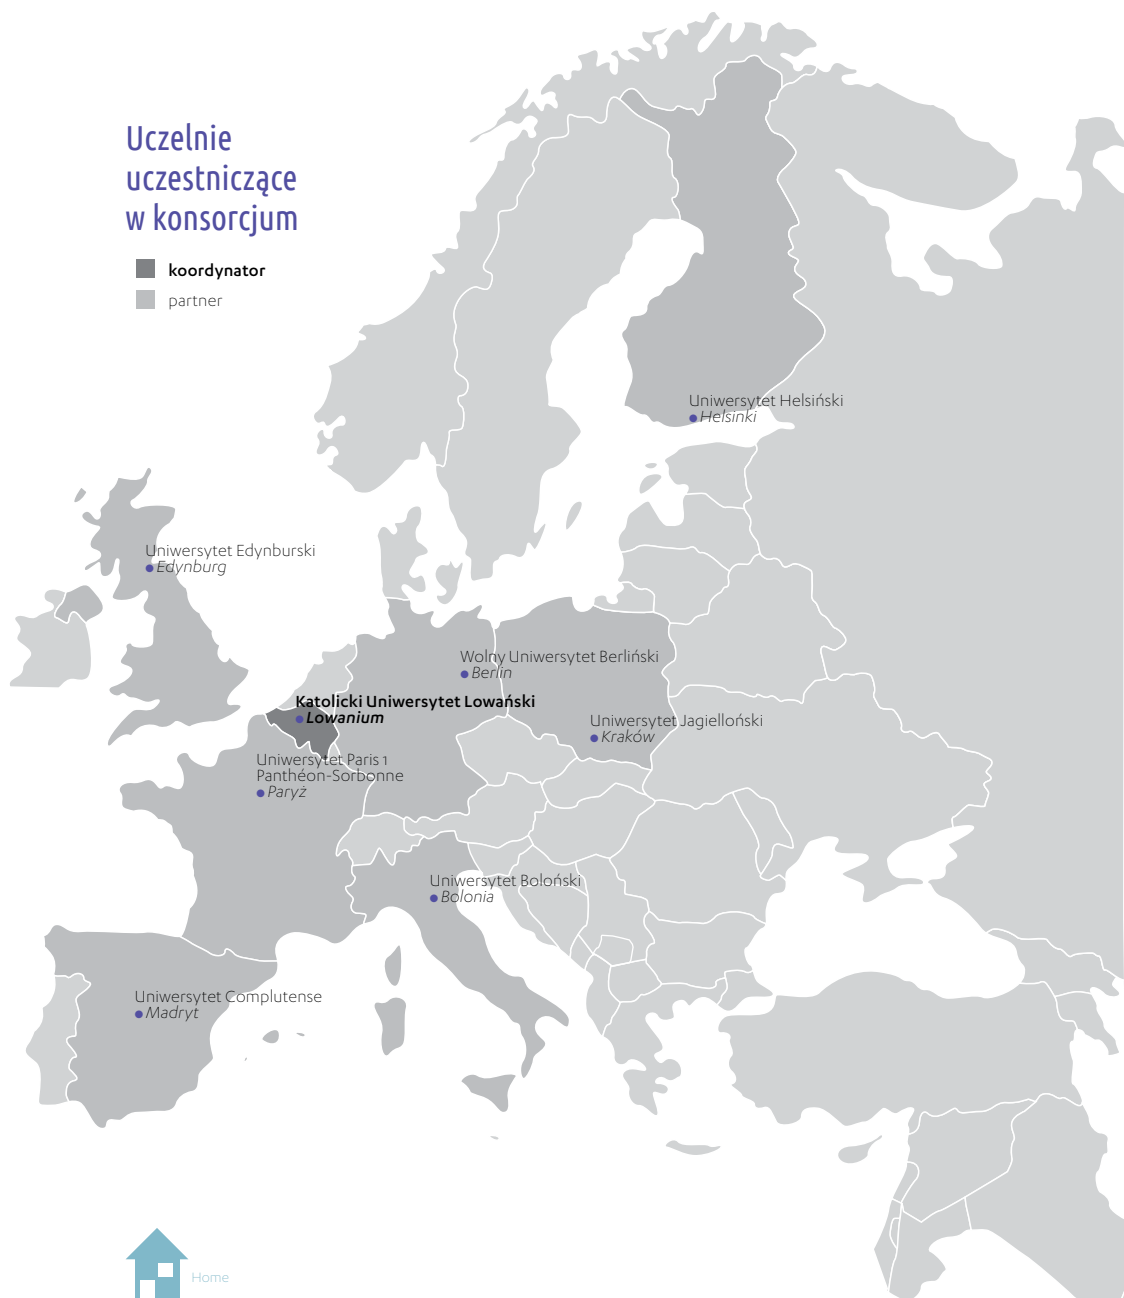 Uczelnie
uczestniczące
w konsorcjum
koordynator
partner
Uniwersytet Helsiński
Helsinki
Uniwersytet Edynburski
Edynburg
Wolny Uniwersytet Berliński
Berlin
Katolicki Uniwersytet Lowański
Lowanium
Uniwersytet Jagielloński
Kraków
Uniwersytet Paris 1
Panthéon-Sorbonne
Paryż
Uniwersytet Boloński
Bolonia
Uniwersytet Complutense
Madryt
Home